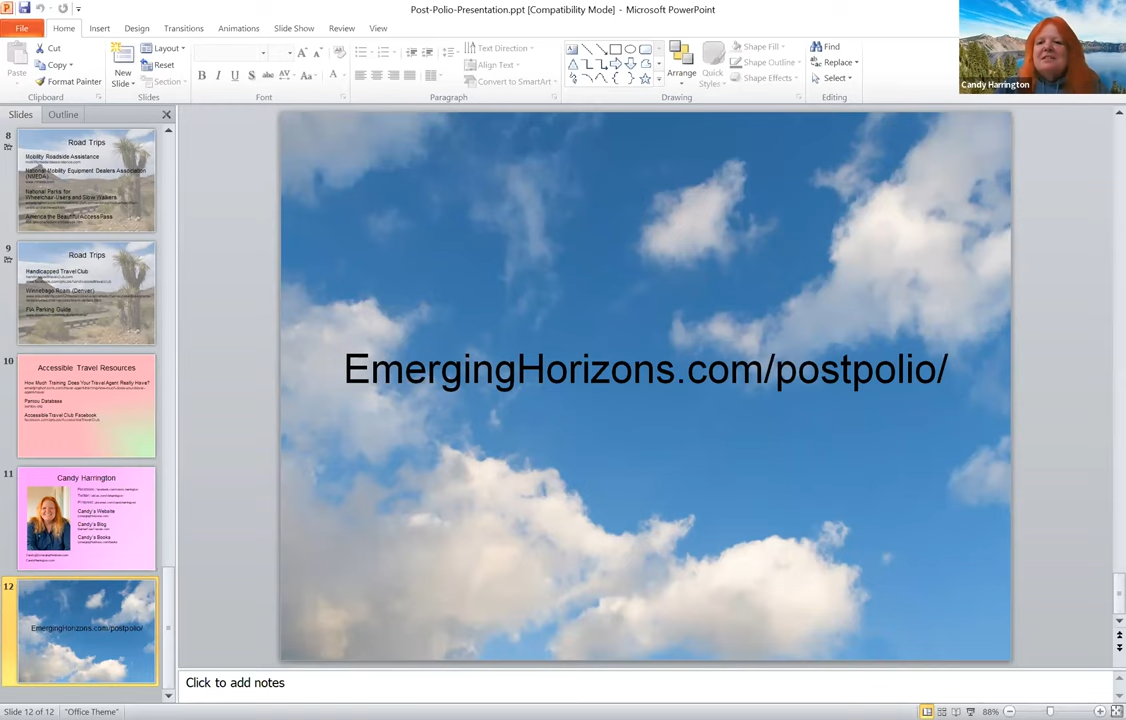 Post-Polio-Presentation.ppt [Compatibility Mode] - Microsoft PowerPoint
File Home Insert Design Transitions Animations Slide Show Review View
Paste
Cut
Copy
Format Painter
Clipboard
New Slide
Layout
Reset
Section
Slides
B I U S abc AV Aa A
Font
Text Direction
Align Text
Convert to SmartArt
Paragraph
Arrange
Quick Styles
Shape Fill
Shape Outline
Shape Effects
Drawing
Find
Replace
Select
Editing
Candy Harrington
Slides Outline
8
Road Trips
Mobility Roadside Assistance
National Mobility Equipment Dealers Association
(NMEDA)
National Parks for
Wheelchair-Users and Slow Walkers
America the Beautiful Access Pass
9
Road Trips
Handicapped Travel Club
Winnebago Roam (Denver)
FIA Parking Guide
10
Accessible Travel Resources
How Much Training Does Your Travel Agent Really Have?
Pantou Database
Accessible Travel Club Facebook
11
Candy Harrington
Candy's Website
Candy's Blog
Candy's Books
12
EmergingHorizons.com/postpolio/
EmergingHorizons.com/postpolio/
Click to add notes
Slide 12 of 12 "Office Theme" 88%